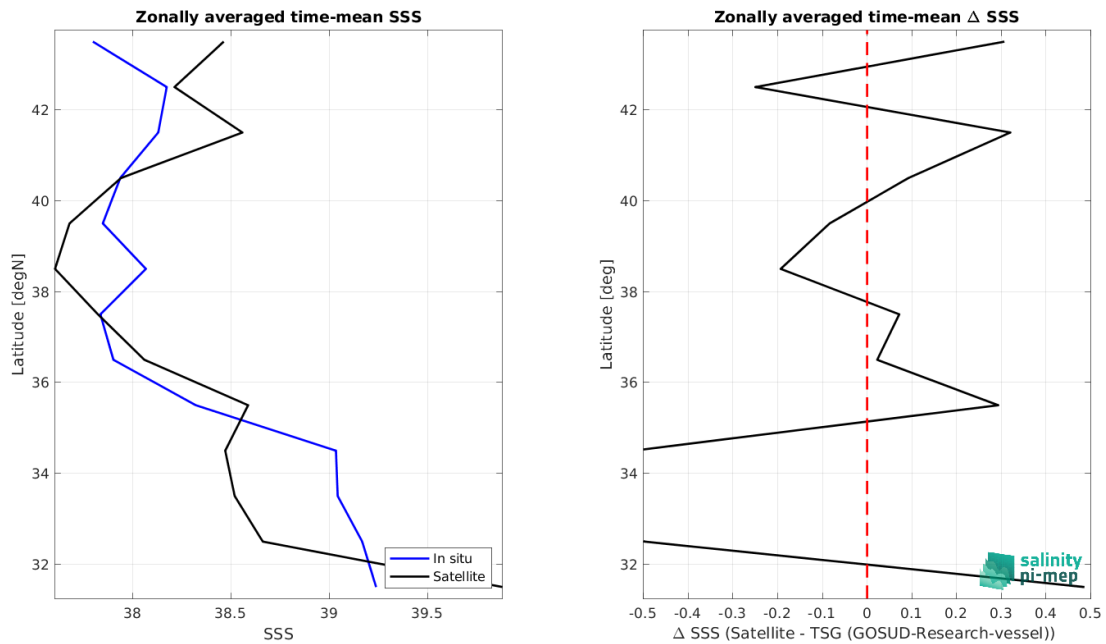 Zonally averaged time-mean SSS
Latitude [degN]
42
40
38
36
34
32
38
38.5
39
39.5
SSS
In situ
Satellite
Zonally averaged time-mean Δ SSS
Latitude [deg]
42
40
38
36
34
32
-0.5
-0.4
-0.3
-0.2
-0.1
0
0.1
0.2
0.3
0.4
0.5
Δ SSS (Satellite - TSG (GOSUD-Research-vessel))
salinity
pi-mep